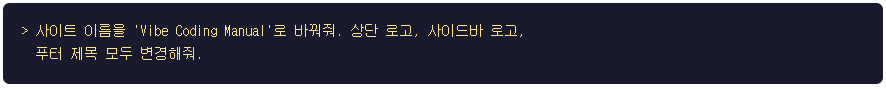 > 사이트 이름을 'Vibe Coding Manual'로 바꿔줘. 상단 로고, 사이드바 로고,
푸터 제목 모두 변경해줘.